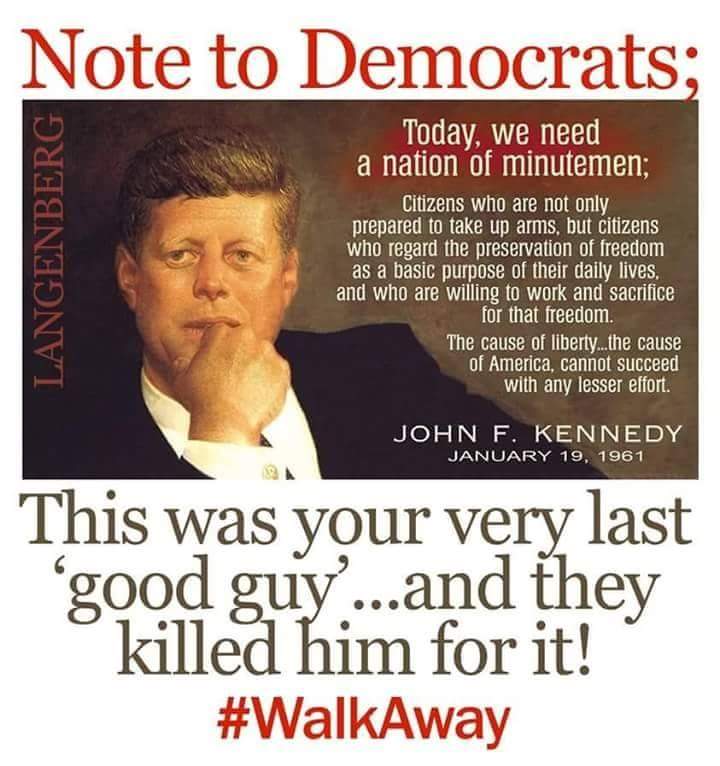 Note to Democrats;
LANGENBERG
Today, we need
a nation of minutemen;
Citizens who are not only
prepared to take up arms, but citizens
who regard the preservation of freedom
as a basic purpose of their daily lives,
and who are willing to work and sacrifice
for that freedom.
The cause of liberty...the cause
of America, cannot succeed
with any lesser effort.
JOHN F. KENNEDY
JANUARY 19, 1961
This was your very last
‘good guy’...and they
killed him for it!
#WalkAway